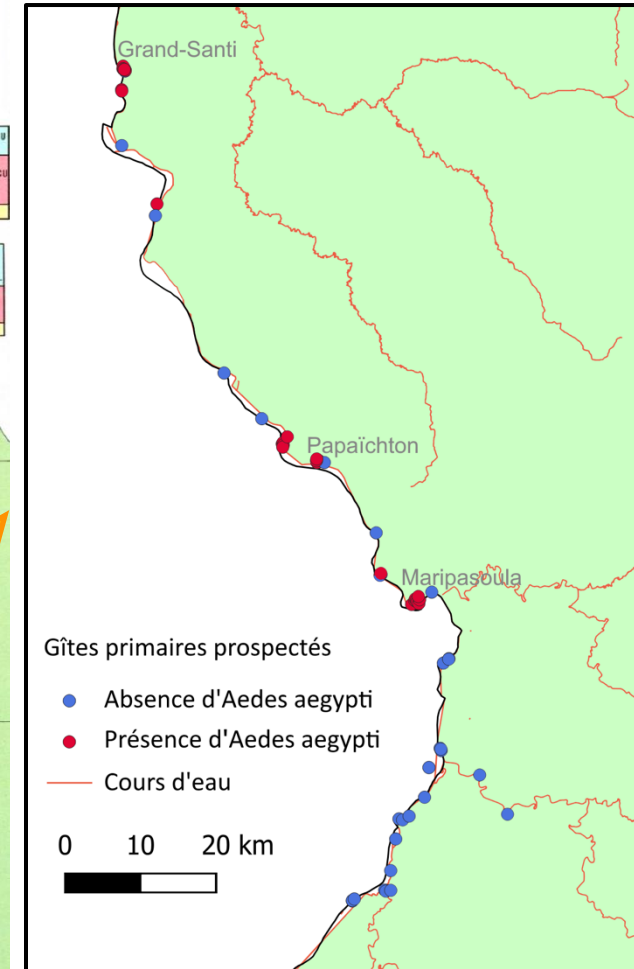 Grand-Santi
Papaïchton
Maripasoula
Gîtes primaires prospectés
Absence d'Aedes aegypti
Présence d'Aedes aegypti
Cours d'eau
0 10 20 km